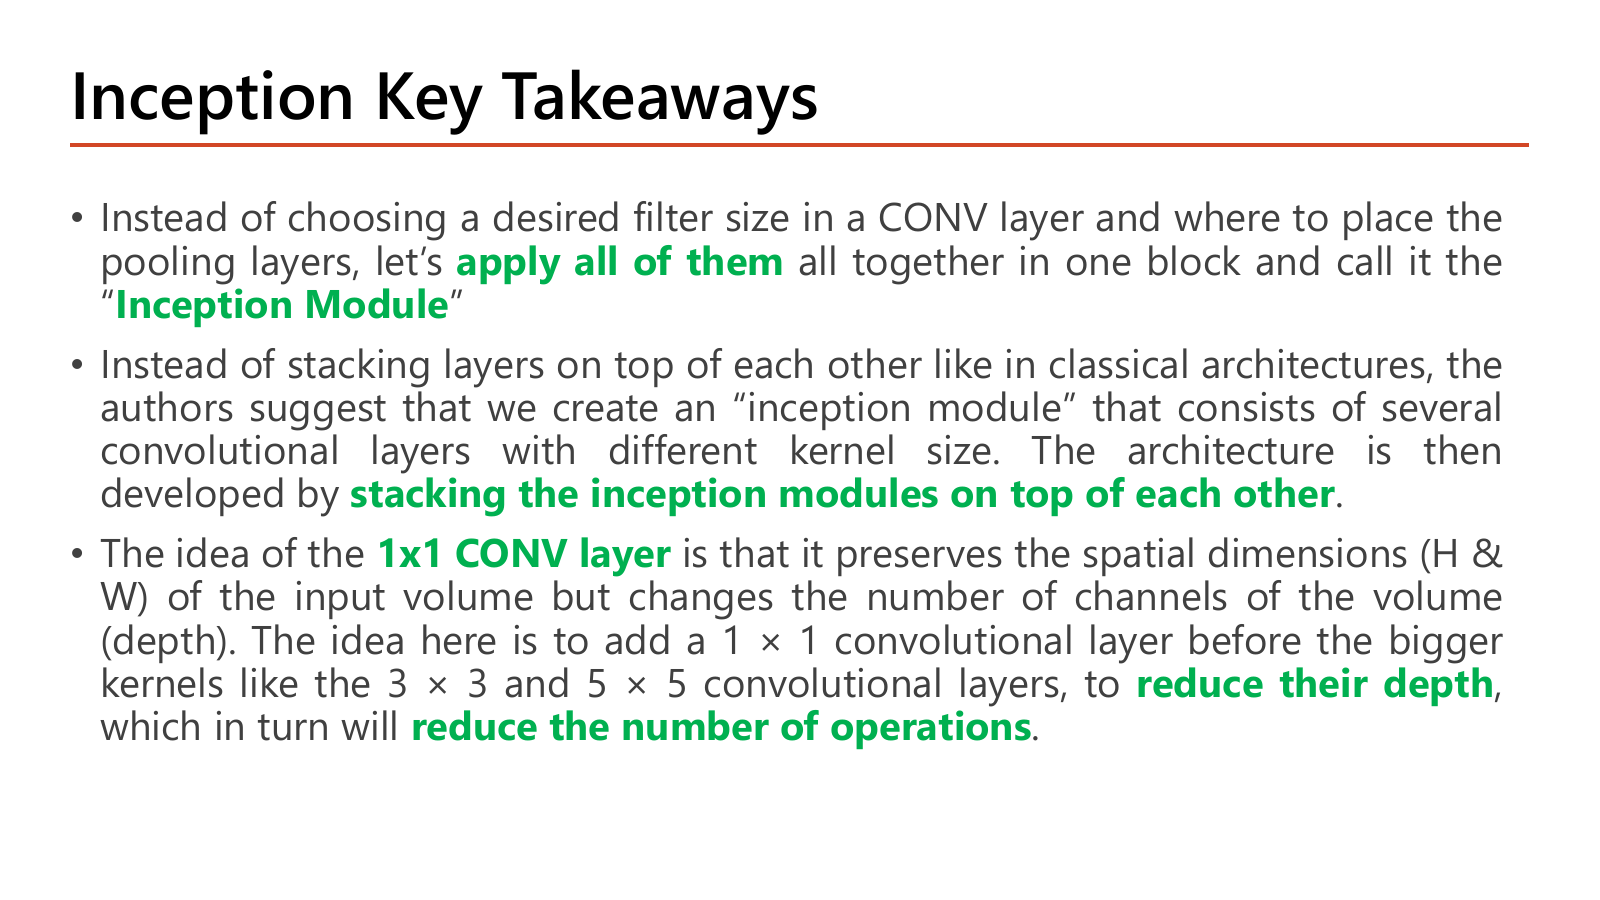 Inception Key Takeaways
• Instead of choosing a desired filter size in a CONV layer and where to place the
pooling layers, let's apply all of them all together in one block and call it the
“Inception Module”
• Instead of stacking layers on top of each other like in classical architectures, the
authors suggest that we create an “inception module” that consists of several
convolutional layers with different kernel size. The architecture is then
developed by stacking the inception modules on top of each other.
• The idea of the 1x1 CONV layer is that it preserves the spatial dimensions (H &
W) of the input volume but changes the number of channels of the volume
(depth). The idea here is to add a 1 × 1 convolutional layer before the bigger
kernels like the 3 × 3 and 5 × 5 convolutional layers, to reduce their depth,
which in turn will reduce the number of operations.